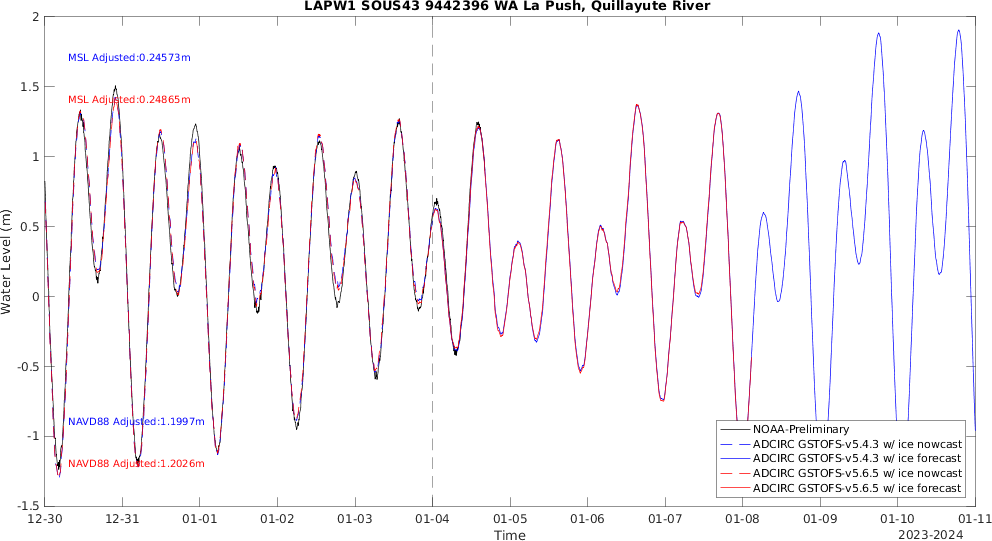 LAPW1 SOUS43 9442396 WA La Push, Quillayute River
2
1.5
1
0.5
0
-0.5
-1
-1.5
Water Level (m)
MSL Adjusted:0.24573m
MSL Adjusted:0.24865m
NAVD88 Adjusted:1.1997m
NAVD88 Adjusted:1.2026m
NOAA-Preliminary
ADCIRC GSTOFS-v5.4.3 w/ ice nowcast
ADCIRC GSTOFS-v5.4.3 w/ ice forecast
ADCIRC GSTOFS-v5.6.5 w/ ice nowcast
ADCIRC GSTOFS-v5.6.5 w/ ice forecast
12-30 12-31 01-01 01-02 01-03 01-04 01-05 01-06 01-07 01-08 01-09 01-10 01-11
Time
2023-2024